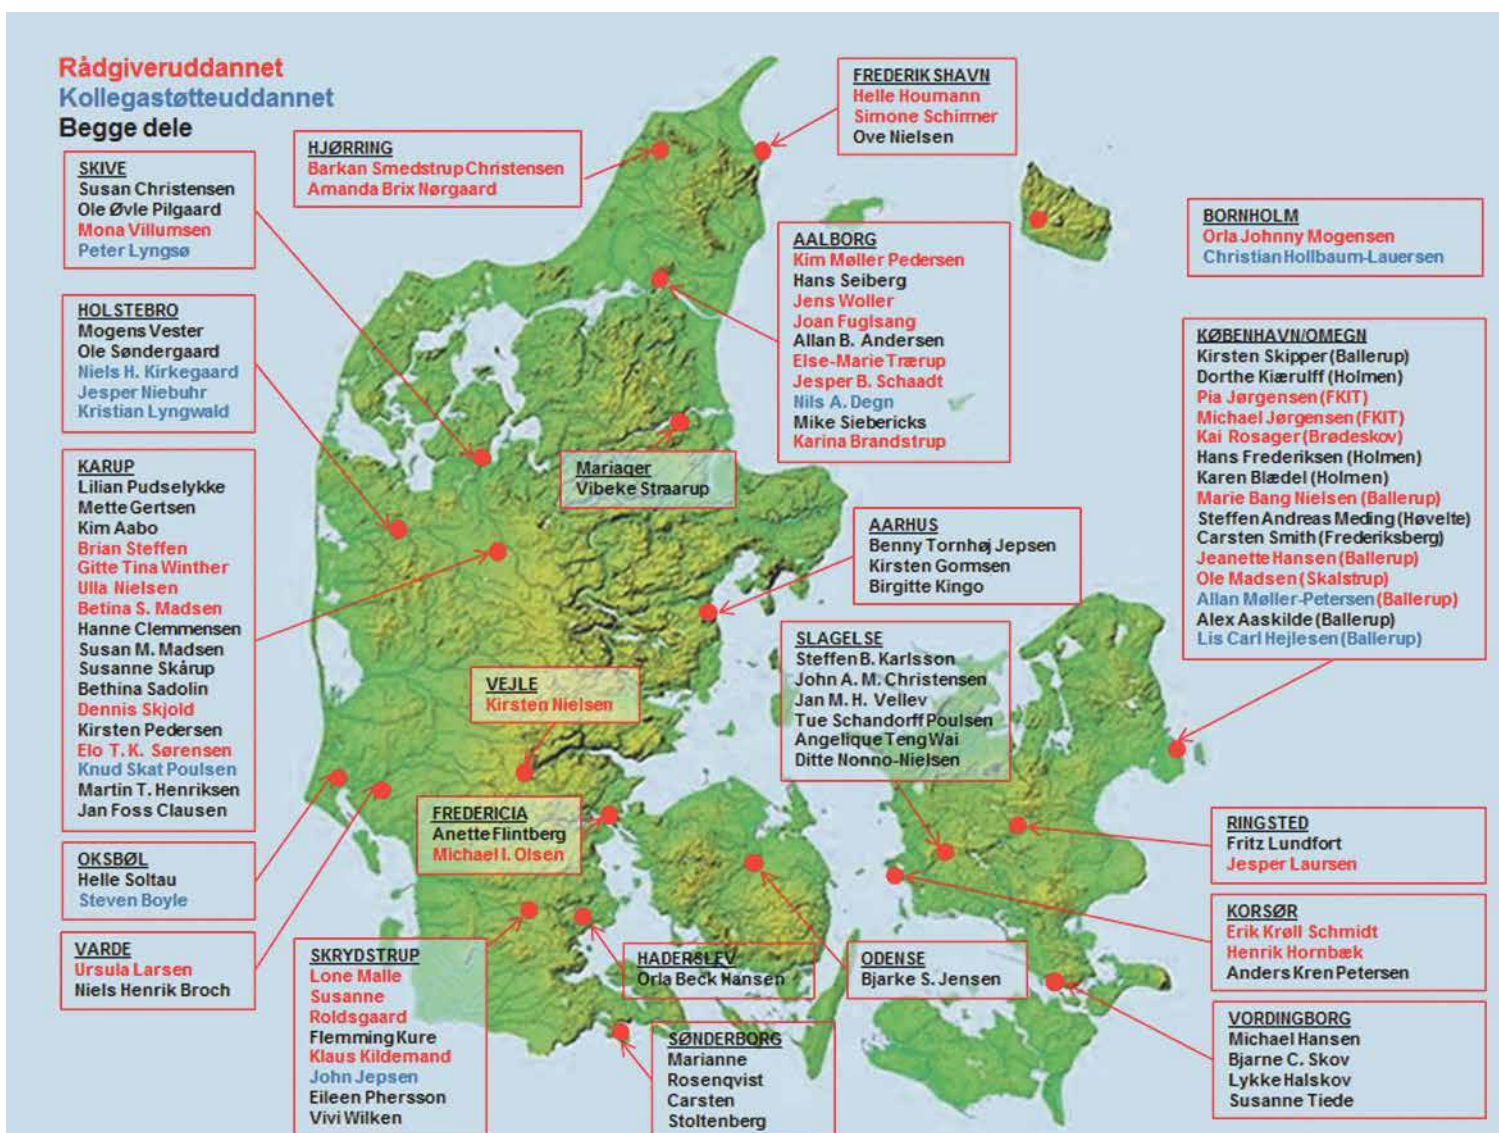 Rådgiveruddannet
Kollegastøtteuddannet
Begge dele
SKIVE
Susan Christensen
Ole Øvle Pilgaard
Mona Villumsen
Peter Lyngsø
HOLSTEBRO
Mogens Vester
Ole Søndergaard
Niels H. Kirkegaard
Jesper Niebuhr
Kristian Lyngwald
KARUP
Lilian Pudselykke
Mette Gertsen
Kim Aabo
Brian Steffen
Gitte Tina Winther
Ulla Nielsen
Betina S. Madsen
Hanne Clemmensen
Susan M. Madsen
Susanne Skårup
Bethina Sadolin
Dennis Skjold
Kirsten Pedersen
Elo T. K. Sørensen
Knud Skat Poulsen
Martin T. Henriksen
Jan Foss Clausen
OKSBØL
Helle Soltau
Steven Boyle
VARDE
Ursula Larsen
Niels Henrik Broch
HJØRRING
Barkan Smedstrup Christensen
Amanda Brix Nørgaard
FREDERIKSHAVN
Helle Houmann
Simone Schirmer
Ove Nielsen
AALBORG
Kim Møller Pedersen
Hans Seiberg
Jens Woller
Joan Fuglsang
Allan B. Andersen
Else-Marie Trærup
Jesper B. Schaadt
Nils A. Degn
Mike Siebericks
Karina Brandstrup
Mariager
Vibeke Straarup
AARHUS
Benny Tornhøj Jepsen
Kirsten Gormsen
Birgitte Kingo
VEJLE
Kirsten Nielsen
FREDERICIA
Anette Flintberg
Michael I. Olsen
SKRYDSTRUP
Lone Malle
Susanne
Roldsgaard
Flemming Kure
Klaus Kildemand
John Jepsen
Eileen Phersson
Vivi Wilken
HADERSLEV
Orla Beck Hansen
SØNDERBORG
Marianne
Rosenqvist
Carsten
Stoltenberg
ODENSE
Bjarke S. Jensen
SLAGELSE
Steffen B. Karlsson
John A. M. Christensen
Jan M. H. Vellev
Tue Schandorff Poulsen
Angelique Teng Wai
Ditte Nonno-Nielsen
BORNHOLM
Orla Johnny Mogensen
Christian Hollbaum-Lauersen
KØBENHAVN/OMEGN
Kirsten Skipper (Ballerup)
Dorthe Kiærulff (Holmen)
Pia Jørgensen (FKIT)
Michael Jørgensen (FKIT)
Kai Rosager (Brødeskov)
Hans Frederiksen (Holmen)
Karen Blædel (Holmen)
Marie Bang Nielsen (Ballerup)
Steffen Andreas Meding (Høvelte)
Carsten Smith (Frederiksberg)
Jeanette Hansen (Ballerup)
Ole Madsen (Skalstrup)
Allan Møller-Petersen (Ballerup)
Alex Aaskilde (Ballerup)
Lis Carl Hejlesen (Ballerup)
RINGSTED
Fritz Lundfort
Jesper Laursen
KORSØR
Erik Krøll Schmidt
Henrik Hornbæk
Anders Kren Petersen
VORDINGBORG
Michael Hansen
Bjarne C. Skov
Lykke Halskov
Susanne Tiede